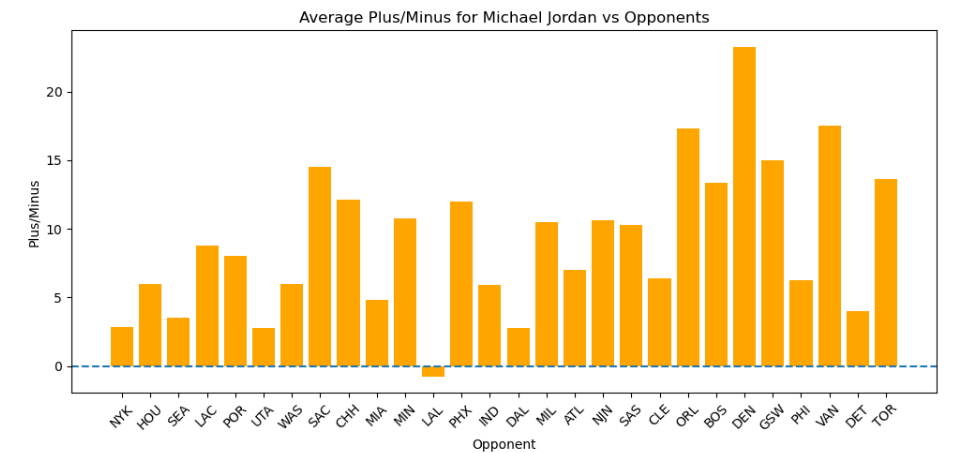 Average Plus/Minus for Michael Jordan vs Opponents
Plus/Minus
20
15
10
5
0
NYK HOU SEA LAC POR UTA WAS SAC CHH MIA MIN LAL PHX IND DAL MIL ATL NJN SAS CLE ORL BOS DEN GSW PHI VAN DET TOR
Opponent